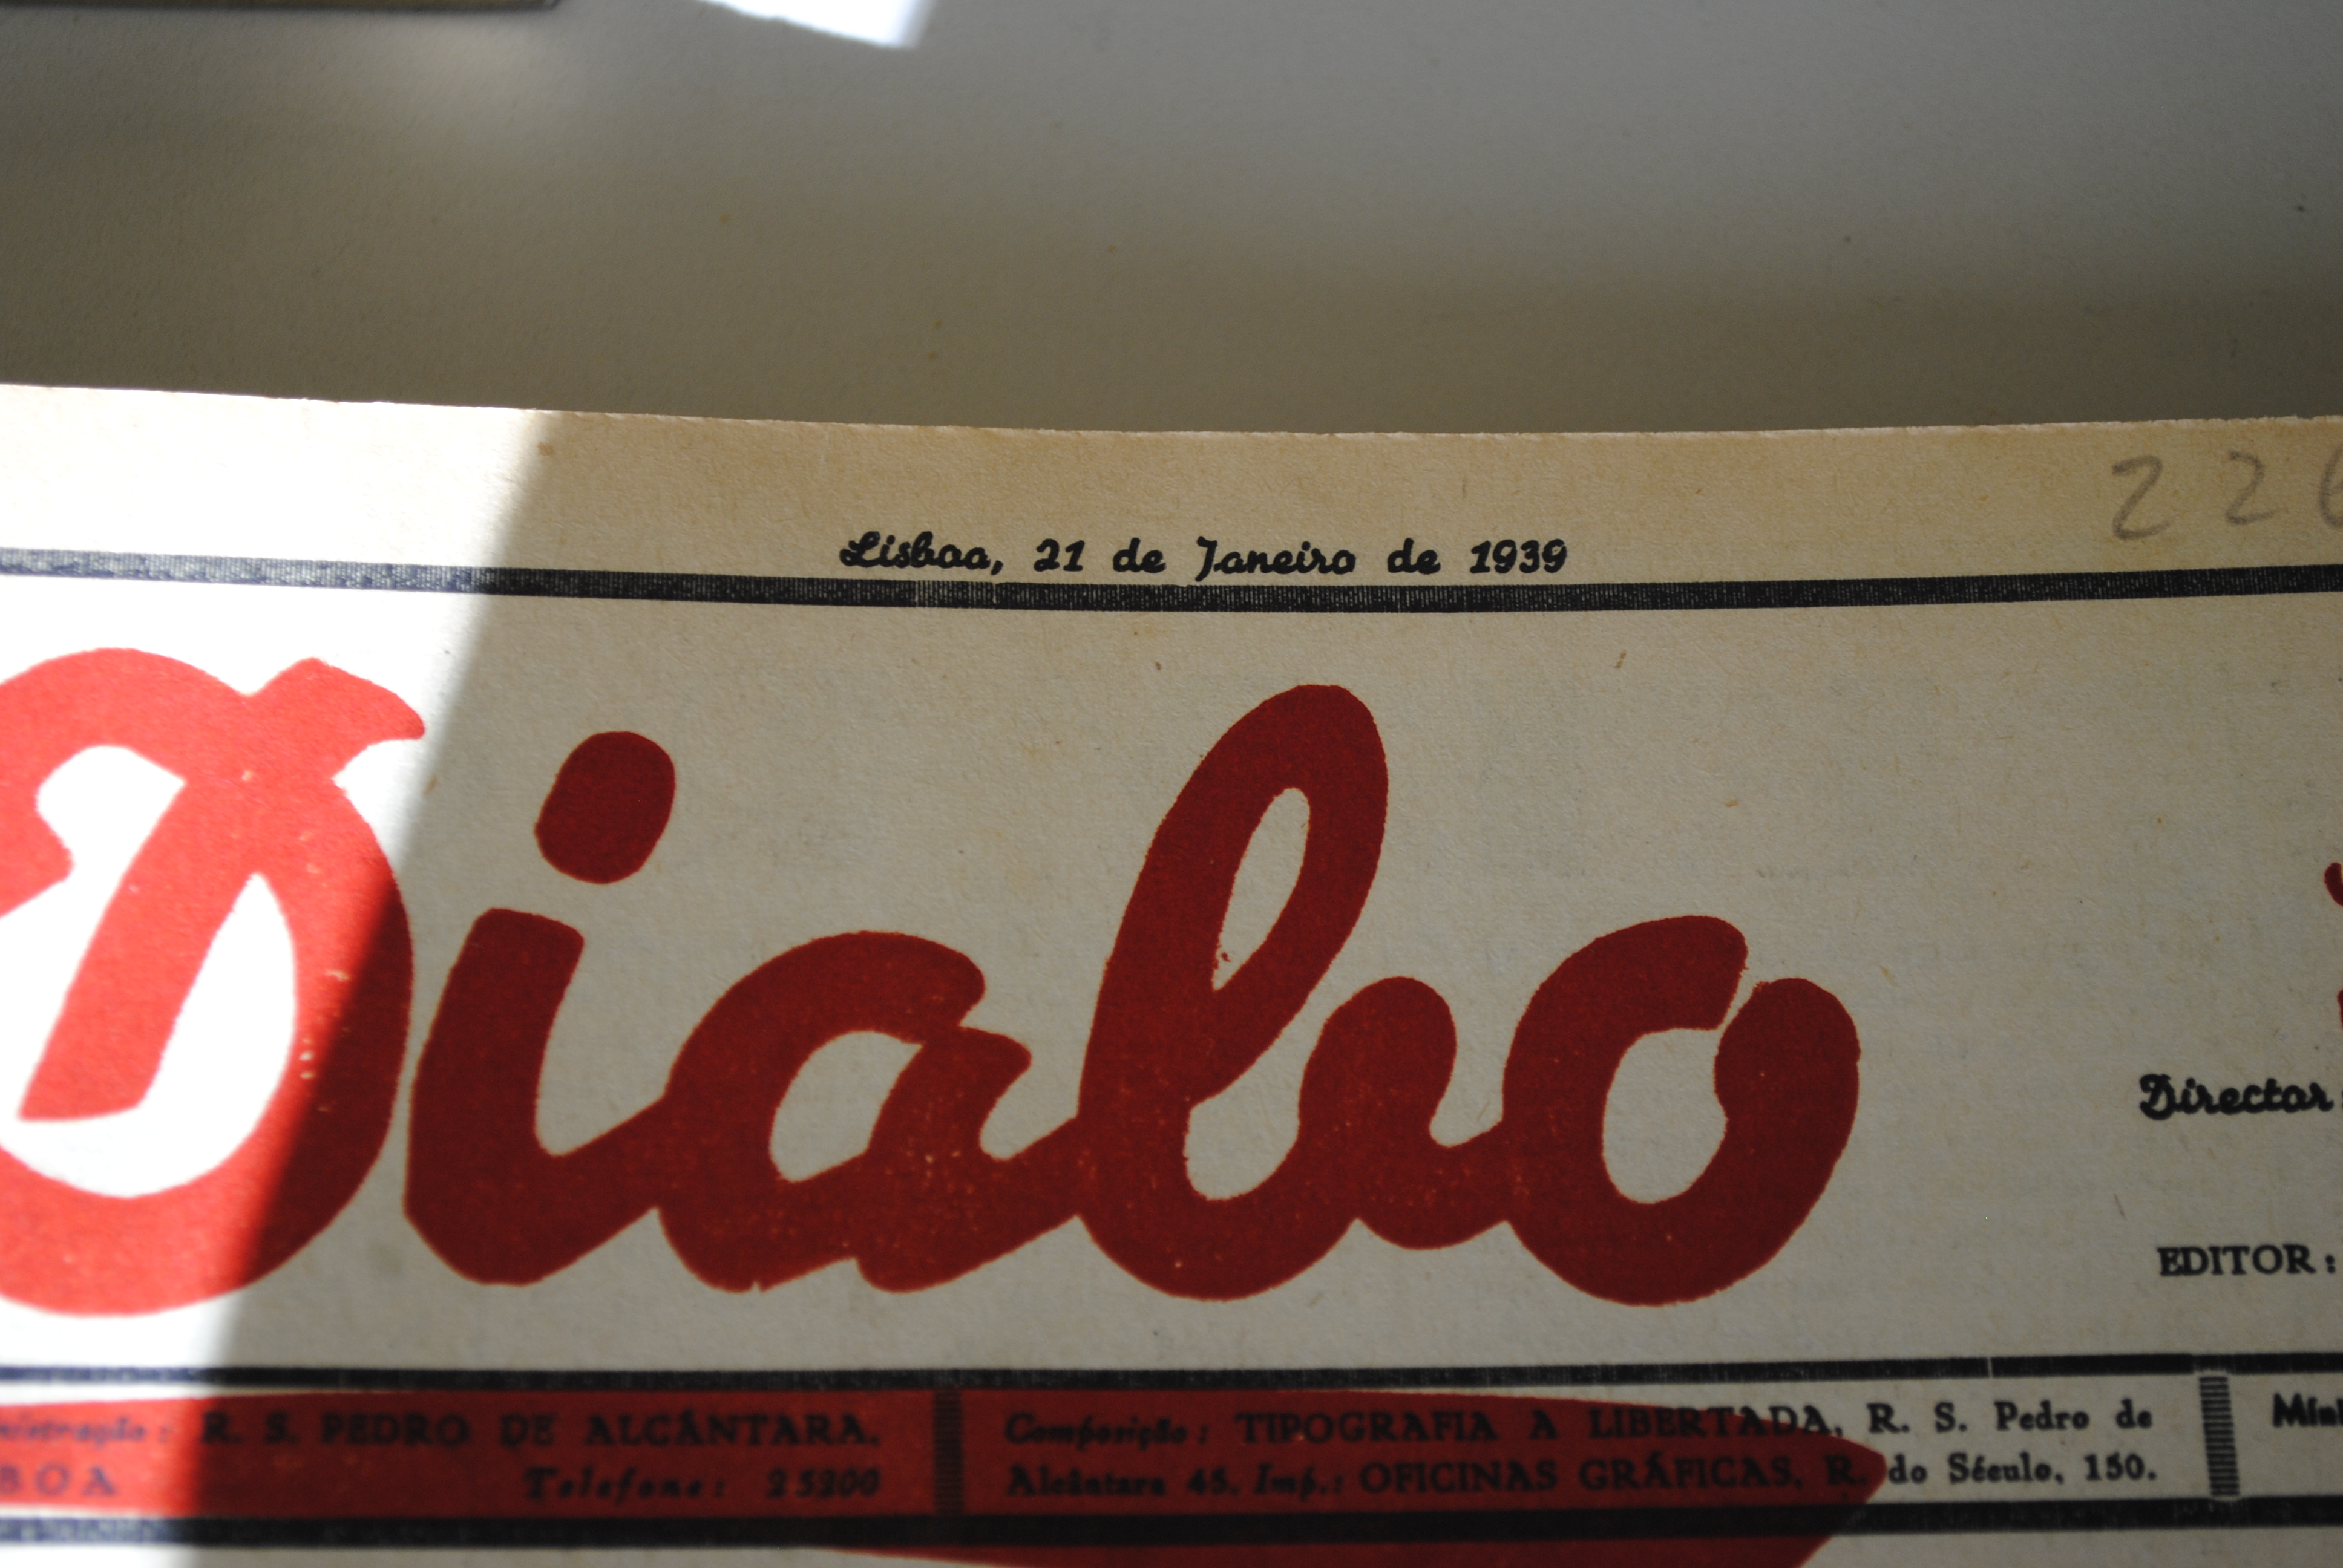 22
Lisboa, 21 de Janeiro de 1939
Diabo
Director:
EDITOR:
R. S. PEDRO DE ALCÂNTARA,
Telefone: 25200
Composição: TIPOGRAFIA A LIBERTADA, R. S. Pedro de
Alcântara 45, Imp.: OFICINAS GRÁFICAS, R. do Século, 150.